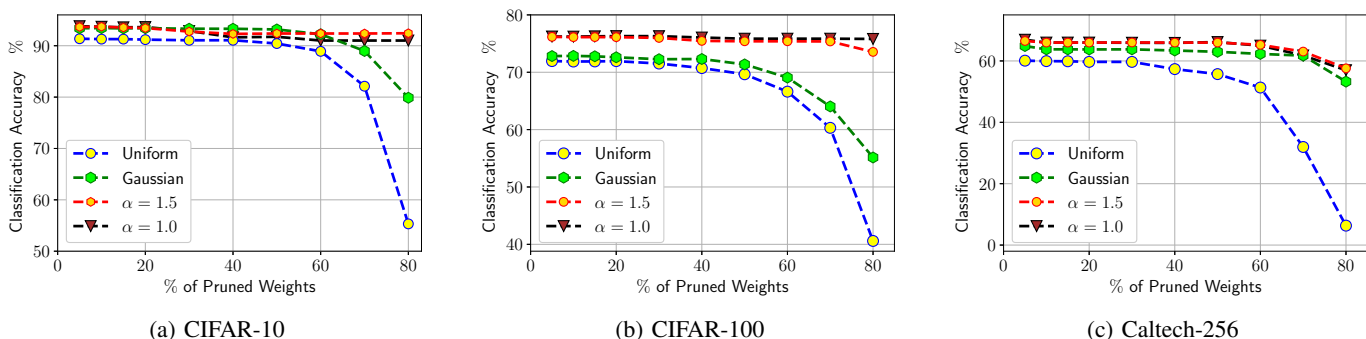 Classification Accuracy %
90
80
70
60
50
Uniform
Gaussian
α = 1.5
α = 1.0
0 20 40 60 80
% of Pruned Weights
(a) CIFAR-10
Classification Accuracy %
80
70
60
50
40
Uniform
Gaussian
α = 1.5
α = 1.0
0 20 40 60 80
% of Pruned Weights
(b) CIFAR-100
Classification Accuracy %
60
40
20
0
Uniform
Gaussian
α = 1.5
α = 1.0
0 20 40 60 80
% of Pruned Weights
(c) Caltech-256